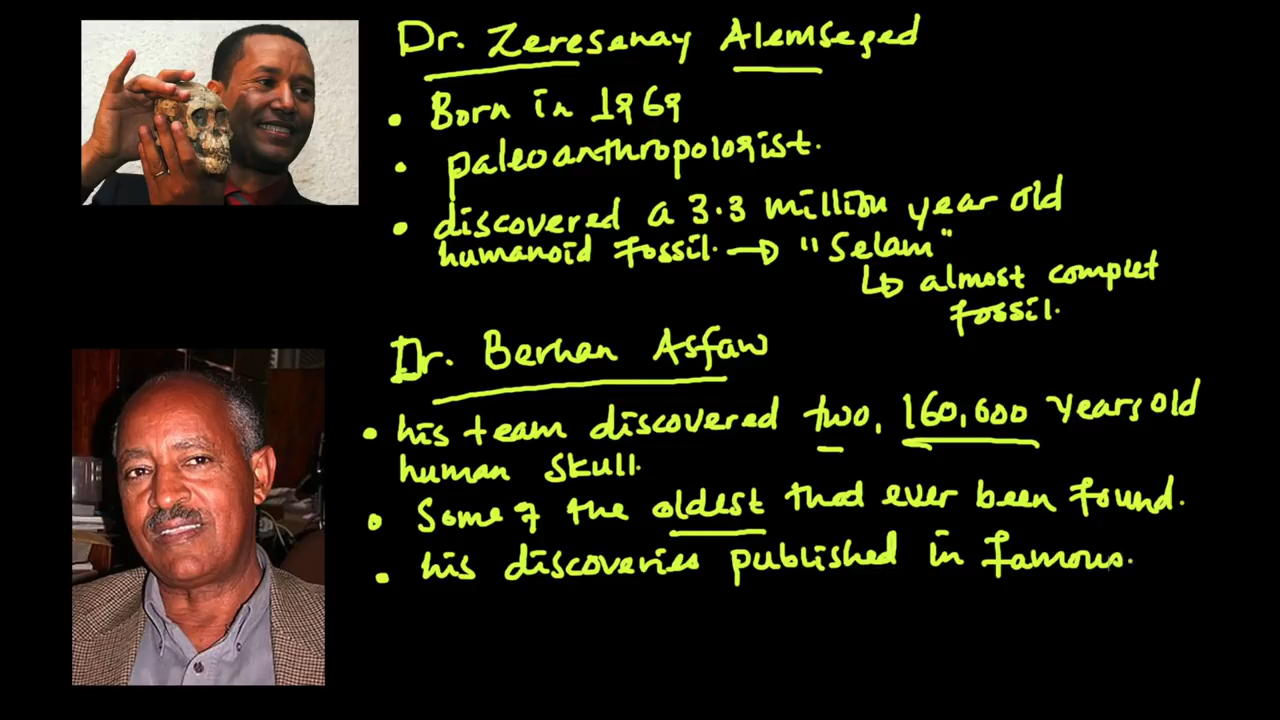 Dr. Zeresenay Alemseged
• Born in 1969
• paleoanthropologist.
• discovered a 3.3 million year old
humanoid fossil. → "Selam"
↳ almost complet
fossil.
Dr. Berhan Asfaw
• his team discovered two, 160,000 years old
human skull.
• Some of the oldest that ever been found.
• his discoveries published in famous.